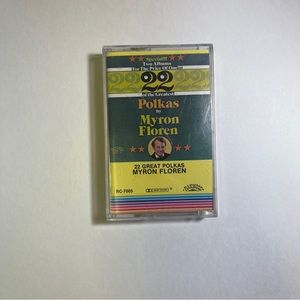 Special!!!
Two Albums
For The Price Of One!!!
22
of the Greatest
Polkas
by
Myron
Floren
22 GREAT POLKAS
MYRON FLOREN
RC-7005